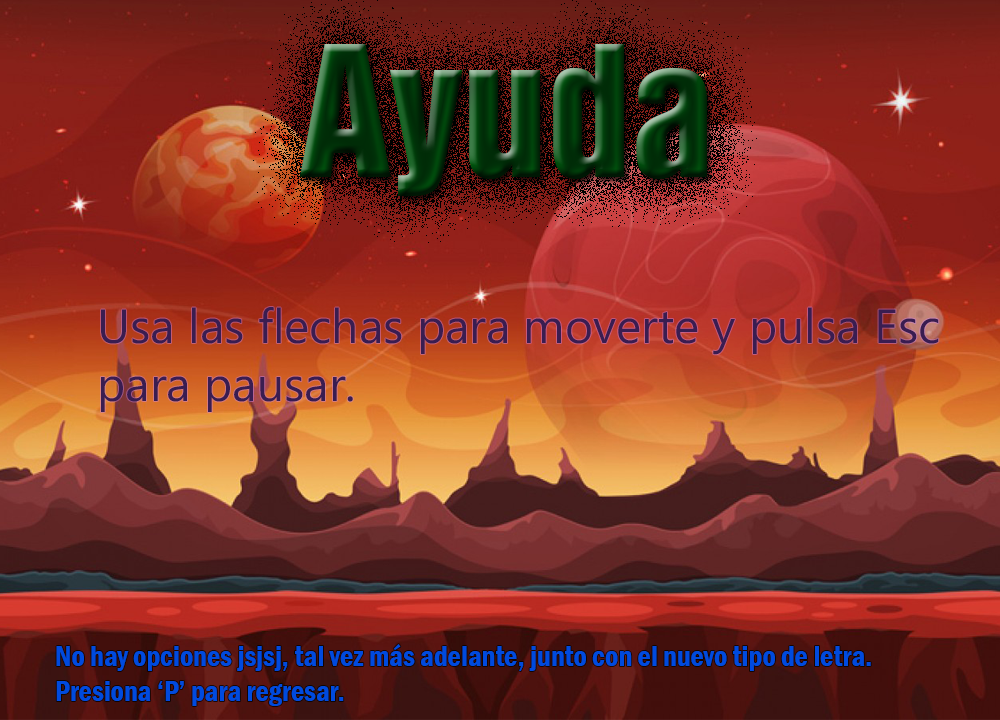 Ayuda
Usa las flechas para moverte y pulsa Esc
para pausar.
No hay opciones jsjsj, tal vez más adelante, junto con el nuevo tipo de letra.
Presiona ‘P’ para regresar.